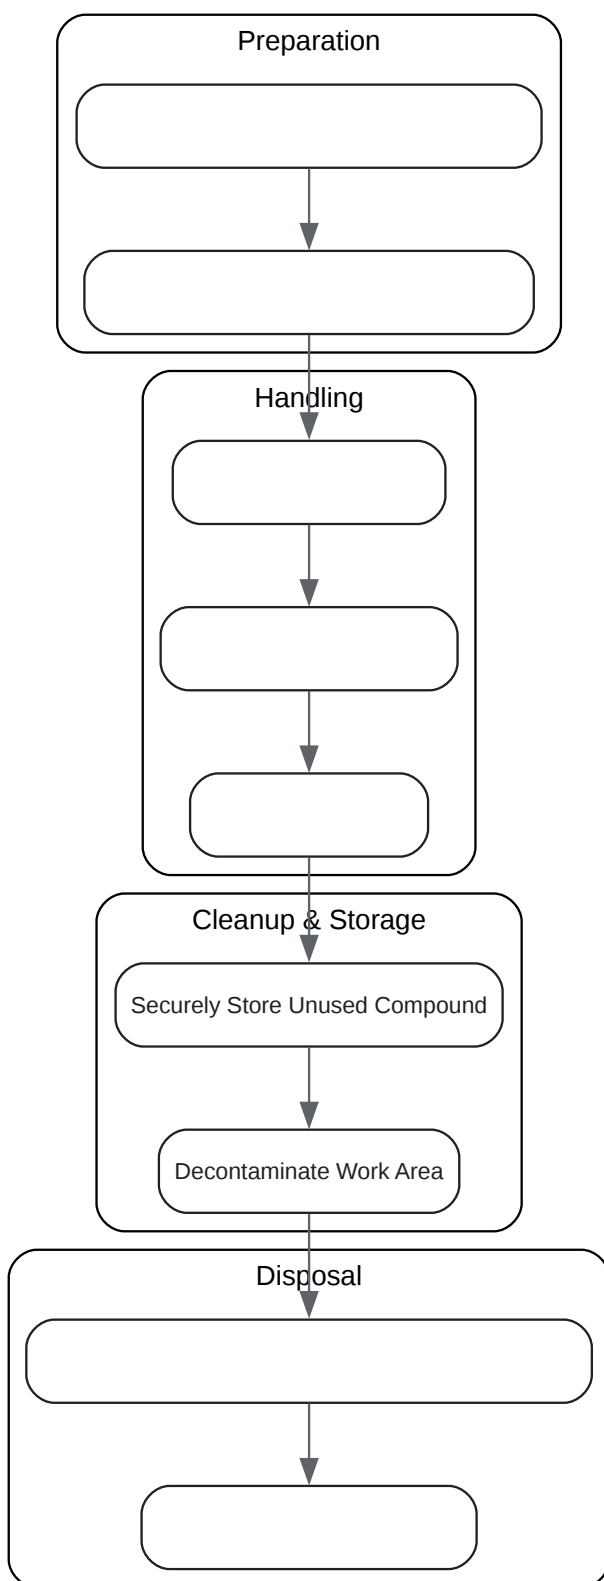 Preparation
Handling
Cleanup & Storage
Securely Store Unused Compound
Decontaminate Work Area
Disposal